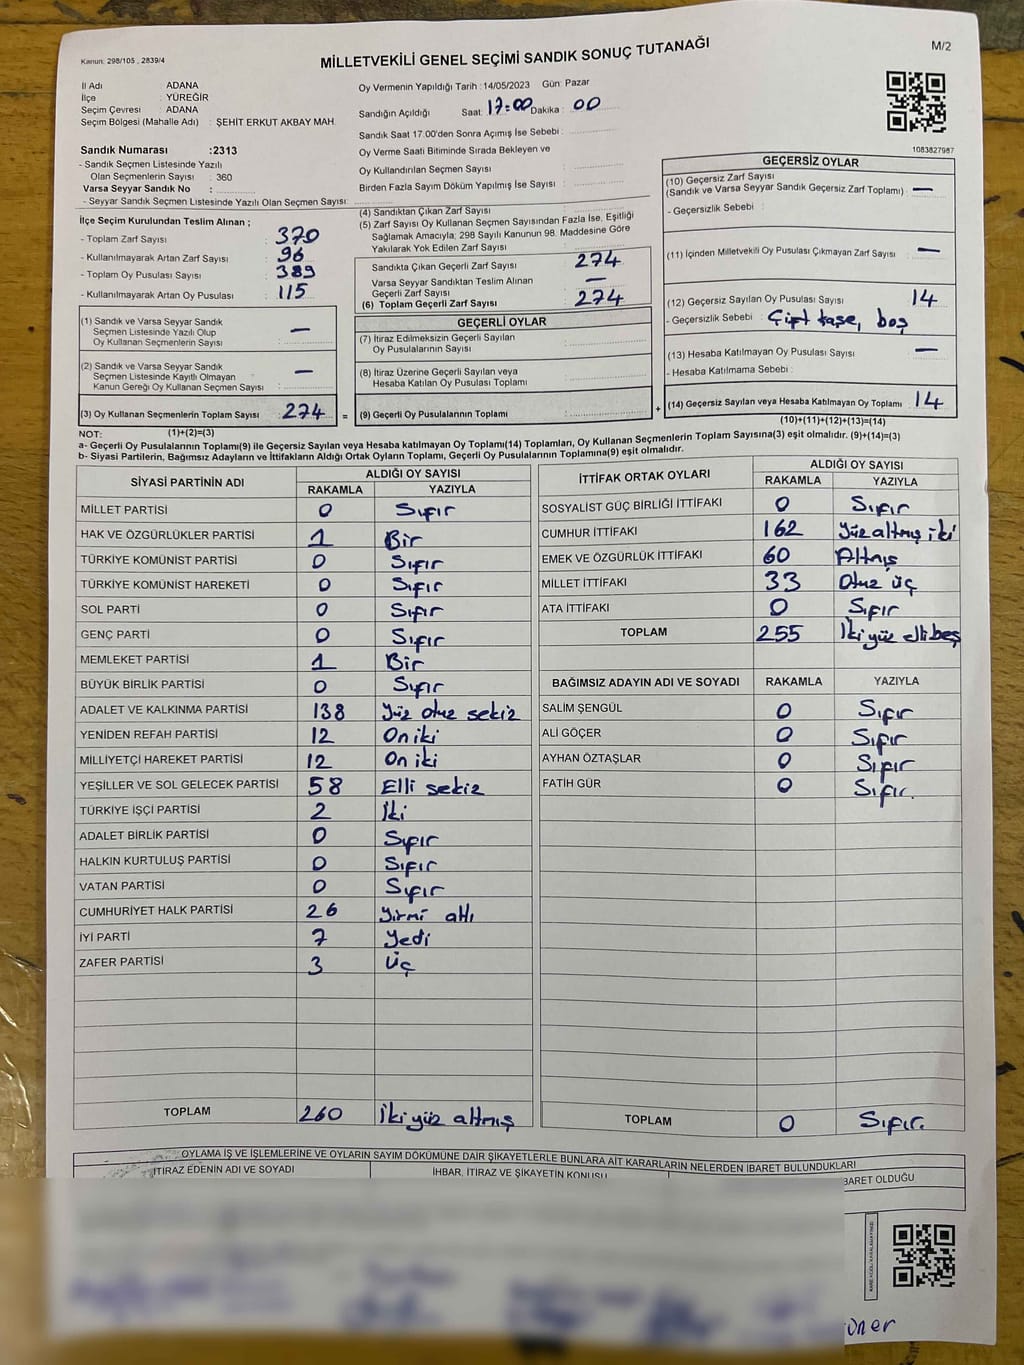 Kanun: 298/105 , 2839/4
MİLLETVEKİLİ GENEL SEÇİMİ SANDIK SONUÇ TUTANAĞI
M/2
İl Adı ADANA
İlçe YÜREĞİR
Seçim Çevresi ADANA
Seçim Bölgesi (Mahalle Adı) : ŞEHİT ERKUT AKBAY MAH.
Sandık Numarası :2313
- Sandık Seçmen Listesinde Yazılı
Olan Seçmenlerin Sayısı : 360
Varsa Seyyar Sandık No :
- Seyyar Sandık Seçmen Listesinde Yazılı Olan Seçmen Sayısı:
Oy Vermenin Yapıldığı Tarih :14/05/2023 Gün: Pazar
Sandığın Açıldığı Saat: 17:00 Dakika : 00
Sandık Saat 17.00'den Sonra Açımış İse Sebebi :
Oy Verme Saati Bitiminde Sırada Bekleyen ve
Oy Kullandırılan Seçmen Sayısı :
Birden Fazla Sayım Döküm Yapılmış İse Sayısı :
1083827987
İlçe Seçim Kurulundan Teslim Alınan ;
- Toplam Zarf Sayısı : 370
- Kullanılmayarak Artan Zarf Sayısı : 96
- Toplam Oy Pusulası Sayısı : 389
- Kullanılmayarak Artan Oy Pusulası : 115
(1) Sandık ve Varsa Seyyar Sandık
Seçmen Listesinde Yazılı Olup
Oy Kullanan Seçmenlerin Sayısı : —
(2) Sandık ve Varsa Seyyar Sandık
Seçmen Listesinde Kayıtlı Olmayan
Kanun Gereği Oy Kullanan Seçmen Sayısı : —
(3) Oy Kullanan Seçmenlerin Toplam Sayısı : 274 =
(1)+(2)=(3)
(4) Sandıktan Çıkan Zarf Sayısı :
(5) Zarf Sayısı Oy Kullanan Seçmen Sayısından Fazla İse, Eşitliği
Sağlamak Amacıyla; 298 Sayılı Kanunun 98. Maddesine Göre
Yakılarak Yok Edilen Zarf Sayısı :
Sandıkta Çıkan Geçerli Zarf Sayısı : 274
Varsa Seyyar Sandıktan Teslim Alınan
Geçerli Zarf Sayısı : —
(6) Toplam Geçerli Zarf Sayısı : 274
GEÇERLİ OYLAR
(7) İtiraz Edilmeksizin Geçerli Sayılan
Oy Pusulalarının Sayısı :
(8) İtiraz Üzerine Geçerli Sayılan veya
Hesaba Katılan Oy Pusulası Toplamı :
(9) Geçerli Oy Pusulalarının Toplamı : +
GEÇERSİZ OYLAR
(10) Geçersiz Zarf Sayısı
(Sandık ve Varsa Seyyar Sandık Geçersiz Zarf Toplamı) : —
- Geçersizlik Sebebi :
(11) İçinden Milletvekili Oy Pusulası Çıkmayan Zarf Sayısı : —
(12) Geçersiz Sayılan Oy Pusulası Sayısı : 14
- Geçersizlik Sebebi : Çift kaşe, boş
(13) Hesaba Katılmayan Oy Pusulası Sayısı : —
- Hesaba Katılmama Sebebi :
(14) Geçersiz Sayılan veya Hesaba Katılmayan Oy Toplamı : 14
(10)+(11)+(12)+(13)=(14)
NOT:
a- Geçerli Oy Pusulalarının Toplamı(9) ile Geçersiz Sayılan veya Hesaba katılmayan Oy Toplamı(14) Toplamları, Oy Kullanan Seçmenlerin Toplam Sayısına(3) eşit olmalıdır. (9)+(14)=(3)
b- Siyasi Partilerin, Bağımsız Adayların ve İttifakların Aldığı Ortak Oyların Toplamı, Geçerli Oy Pusulalarının Toplamına(9) eşit olmalıdır.
SİYASİ PARTİNİN ADI ALDIĞI OY SAYISI
RAKAMLA YAZIYLA
MİLLET PARTİSİ 0 Sıfır
HAK VE ÖZGÜRLÜKLER PARTİSİ 1 Bir
TÜRKİYE KOMÜNİST PARTİSİ 0 Sıfır
TÜRKİYE KOMÜNİST HAREKETİ 0 Sıfır
SOL PARTİ 0 Sıfır
GENÇ PARTİ 0 Sıfır
MEMLEKET PARTİSİ 1 Bir
BÜYÜK BİRLİK PARTİSİ 0 Sıfır
ADALET VE KALKINMA PARTİSİ 138 Yüz otuz sekiz
YENİDEN REFAH PARTİSİ 12 On iki
MİLLİYETÇİ HAREKET PARTİSİ 12 On iki
YEŞİLLER VE SOL GELECEK PARTİSİ 58 Elli sekiz
TÜRKİYE İŞÇİ PARTİSİ 2 İki
ADALET BİRLİK PARTİSİ 0 Sıfır
HALKIN KURTULUŞ PARTİSİ 0 Sıfır
VATAN PARTİSİ 0 Sıfır
CUMHURİYET HALK PARTİSİ 26 Yirmi altı
İYİ PARTİ 7 Yedi
ZAFER PARTİSİ 3 Üç
TOPLAM 260 İki yüz altmış
İTTİFAK ORTAK OYLARI ALDIĞI OY SAYISI
RAKAMLA YAZIYLA
SOSYALİST GÜÇ BİRLİĞİ İTTİFAKI 0 Sıfır
CUMHUR İTTİFAKI 162 Yüz altmış iki
EMEK VE ÖZGÜRLÜK İTTİFAKI 60 Altmış
MİLLET İTTİFAKI 33 Otuz üç
ATA İTTİFAKI 0 Sıfır
TOPLAM 255 İki yüz elli beş
BAĞIMSIZ ADAYIN ADI VE SOYADI RAKAMLA YAZIYLA
SALİM ŞENGÜL 0 Sıfır
ALİ GÖÇER 0 Sıfır
AYHAN ÖZTAŞLAR 0 Sıfır
FATİH GÜR 0 Sıfır.
TOPLAM 0 Sıfır.
OYLAMA İŞ VE İŞLEMLERİNE VE OYLARIN SAYIM DÖKÜMÜNE DAİR ŞİKAYETLERLE BUNLARA AİT KARARLARIN NELERDEN İBARET BULUNDUKLARI
İTİRAZ EDENİN ADI VE SOYADI İHBAR, İTİRAZ VE ŞİKAYETİN KONUSU BARET OLDUĞU